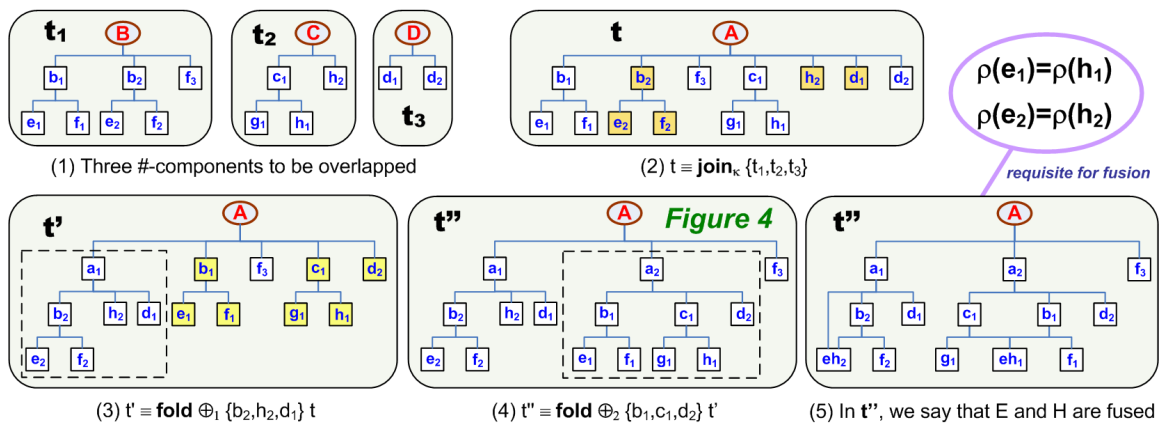 t1 B t2 C D t A
b1 b2 f3 c1 h2 d1 d2 b1 b2 f3 c1 h2 d1 d2
e1 f1 e2 f2 g1 h1 t3 e1 f1 e2 f2 g1 h1
ρ(e1)=ρ(h1)
ρ(e2)=ρ(h2)
(1) Three #-components to be overlapped
(2) t ≡ joinκ {t1,t2,t3}
requisite for fusion
t' A
a1 b1 f3 c1 d2
b2 h2 d1 e1 f1 g1 h1
e2 f2
t'' A Figure 4
a1 a2 f3
b2 h2 d1 b1 c1 d2
e2 f2 e1 f1 g1 h1
t'' A
a1 a2 f3
b2 d1 c1 b1 d2
eh2 f2 g1 eh1 f1
(3) t' ≡ fold ⊕1 {b2,h2,d1} t
(4) t'' ≡ fold ⊕2 {b1,c1,d2} t'
(5) In t'', we say that E and H are fused